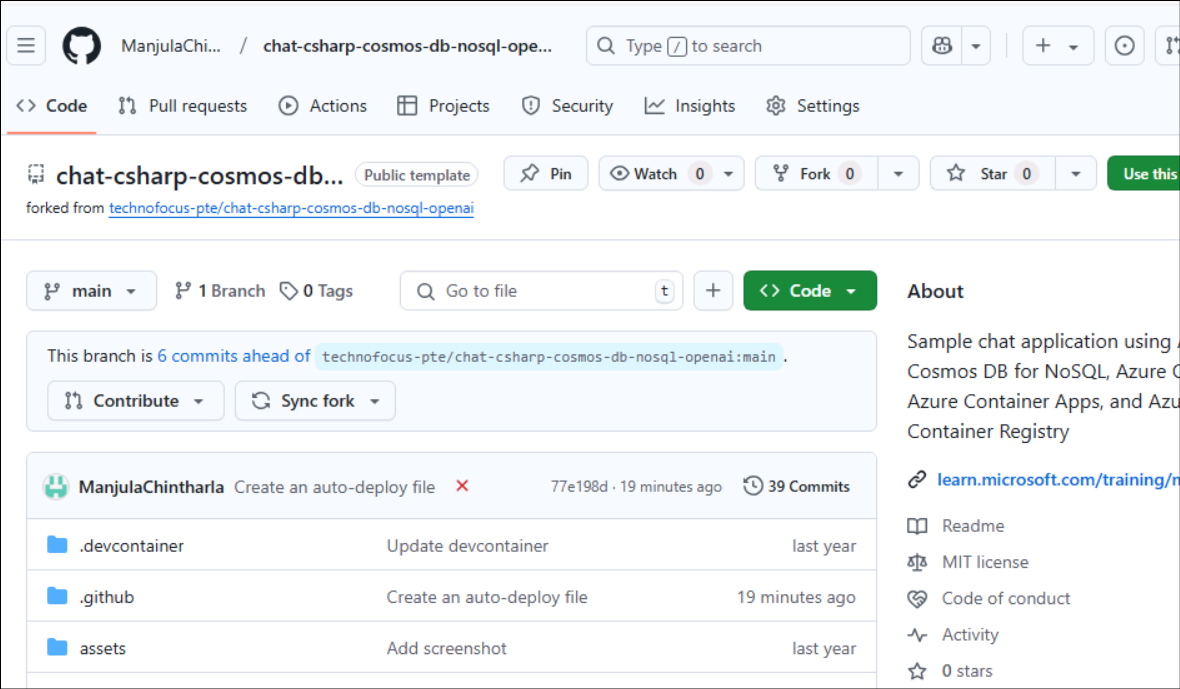 ManjulaChi... / chat-csharp-cosmos-db-nosql-ope... Type / to search
Code Pull requests Actions Projects Security Insights Settings
chat-csharp-cosmos-db... Public template Pin Watch 0 Fork 0 Star 0 Use this
forked from technofocus-pte/chat-csharp-cosmos-db-nosql-openai
main 1 Branch 0 Tags Go to file t Code
About
This branch is 6 commits ahead of technofocus-pte/chat-csharp-cosmos-db-nosql-openai:main .
Contribute Sync fork
Sample chat application using
Cosmos DB for NoSQL, Azure
Azure Container Apps, and Azu
Container Registry
ManjulaChintharla Create an auto-deploy file 77e198d · 19 minutes ago 39 Commits
learn.microsoft.com/training/
.devcontainer Update devcontainer last year
.github Create an auto-deploy file 19 minutes ago
assets Add screenshot last year
Readme
MIT license
Code of conduct
Activity
0 stars